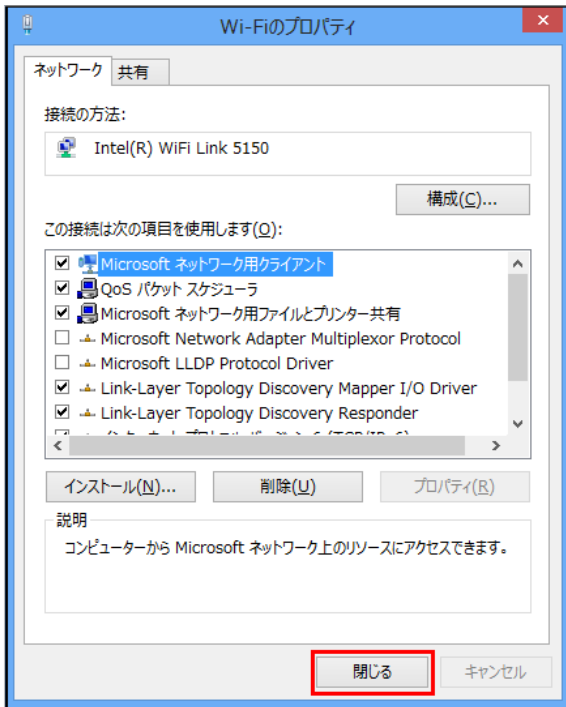 Wi-Fiのプロパティ
ネットワーク 共有
接続の方法:
Intel(R) WiFi Link 5150
構成(C)...
この接続は次の項目を使用します(O):
Microsoft ネットワーク用クライアント
QoS パケット スケジューラ
Microsoft ネットワーク用ファイルとプリンター共有
Microsoft Network Adapter Multiplexor Protocol
Microsoft LLDP Protocol Driver
Link-Layer Topology Discovery Mapper I/O Driver
Link-Layer Topology Discovery Responder
インストール(N)... 削除(U) プロパティ(R)
説明
コンピューターから Microsoft ネットワーク上のリソースにアクセスできます。
閉じる キャンセル